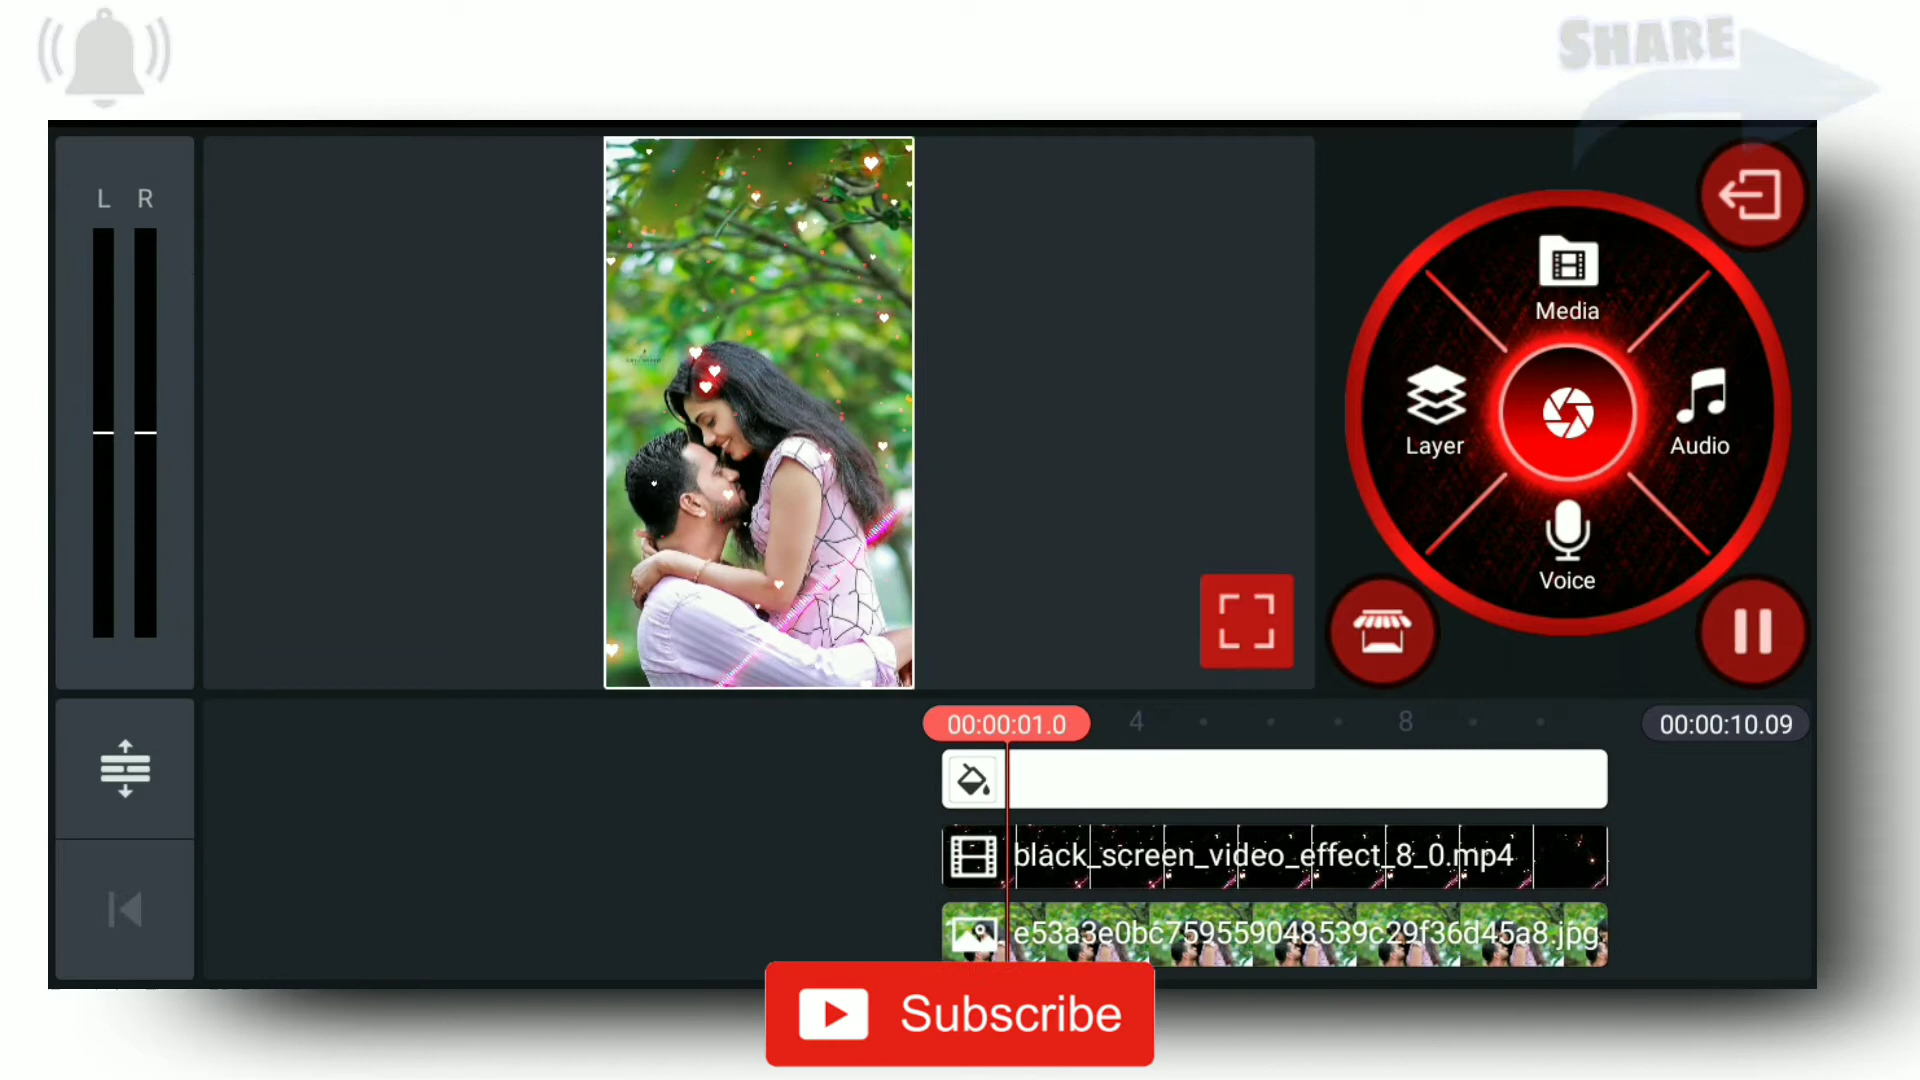 SHARE
L R
Media
Layer
Audio
Voice
00:00:01.0
4
8
00:00:10.09
black_screen_video_effect_8_0.mp4
e53a3e0bc759559048539c29f36d45a8.jpg
Subscribe